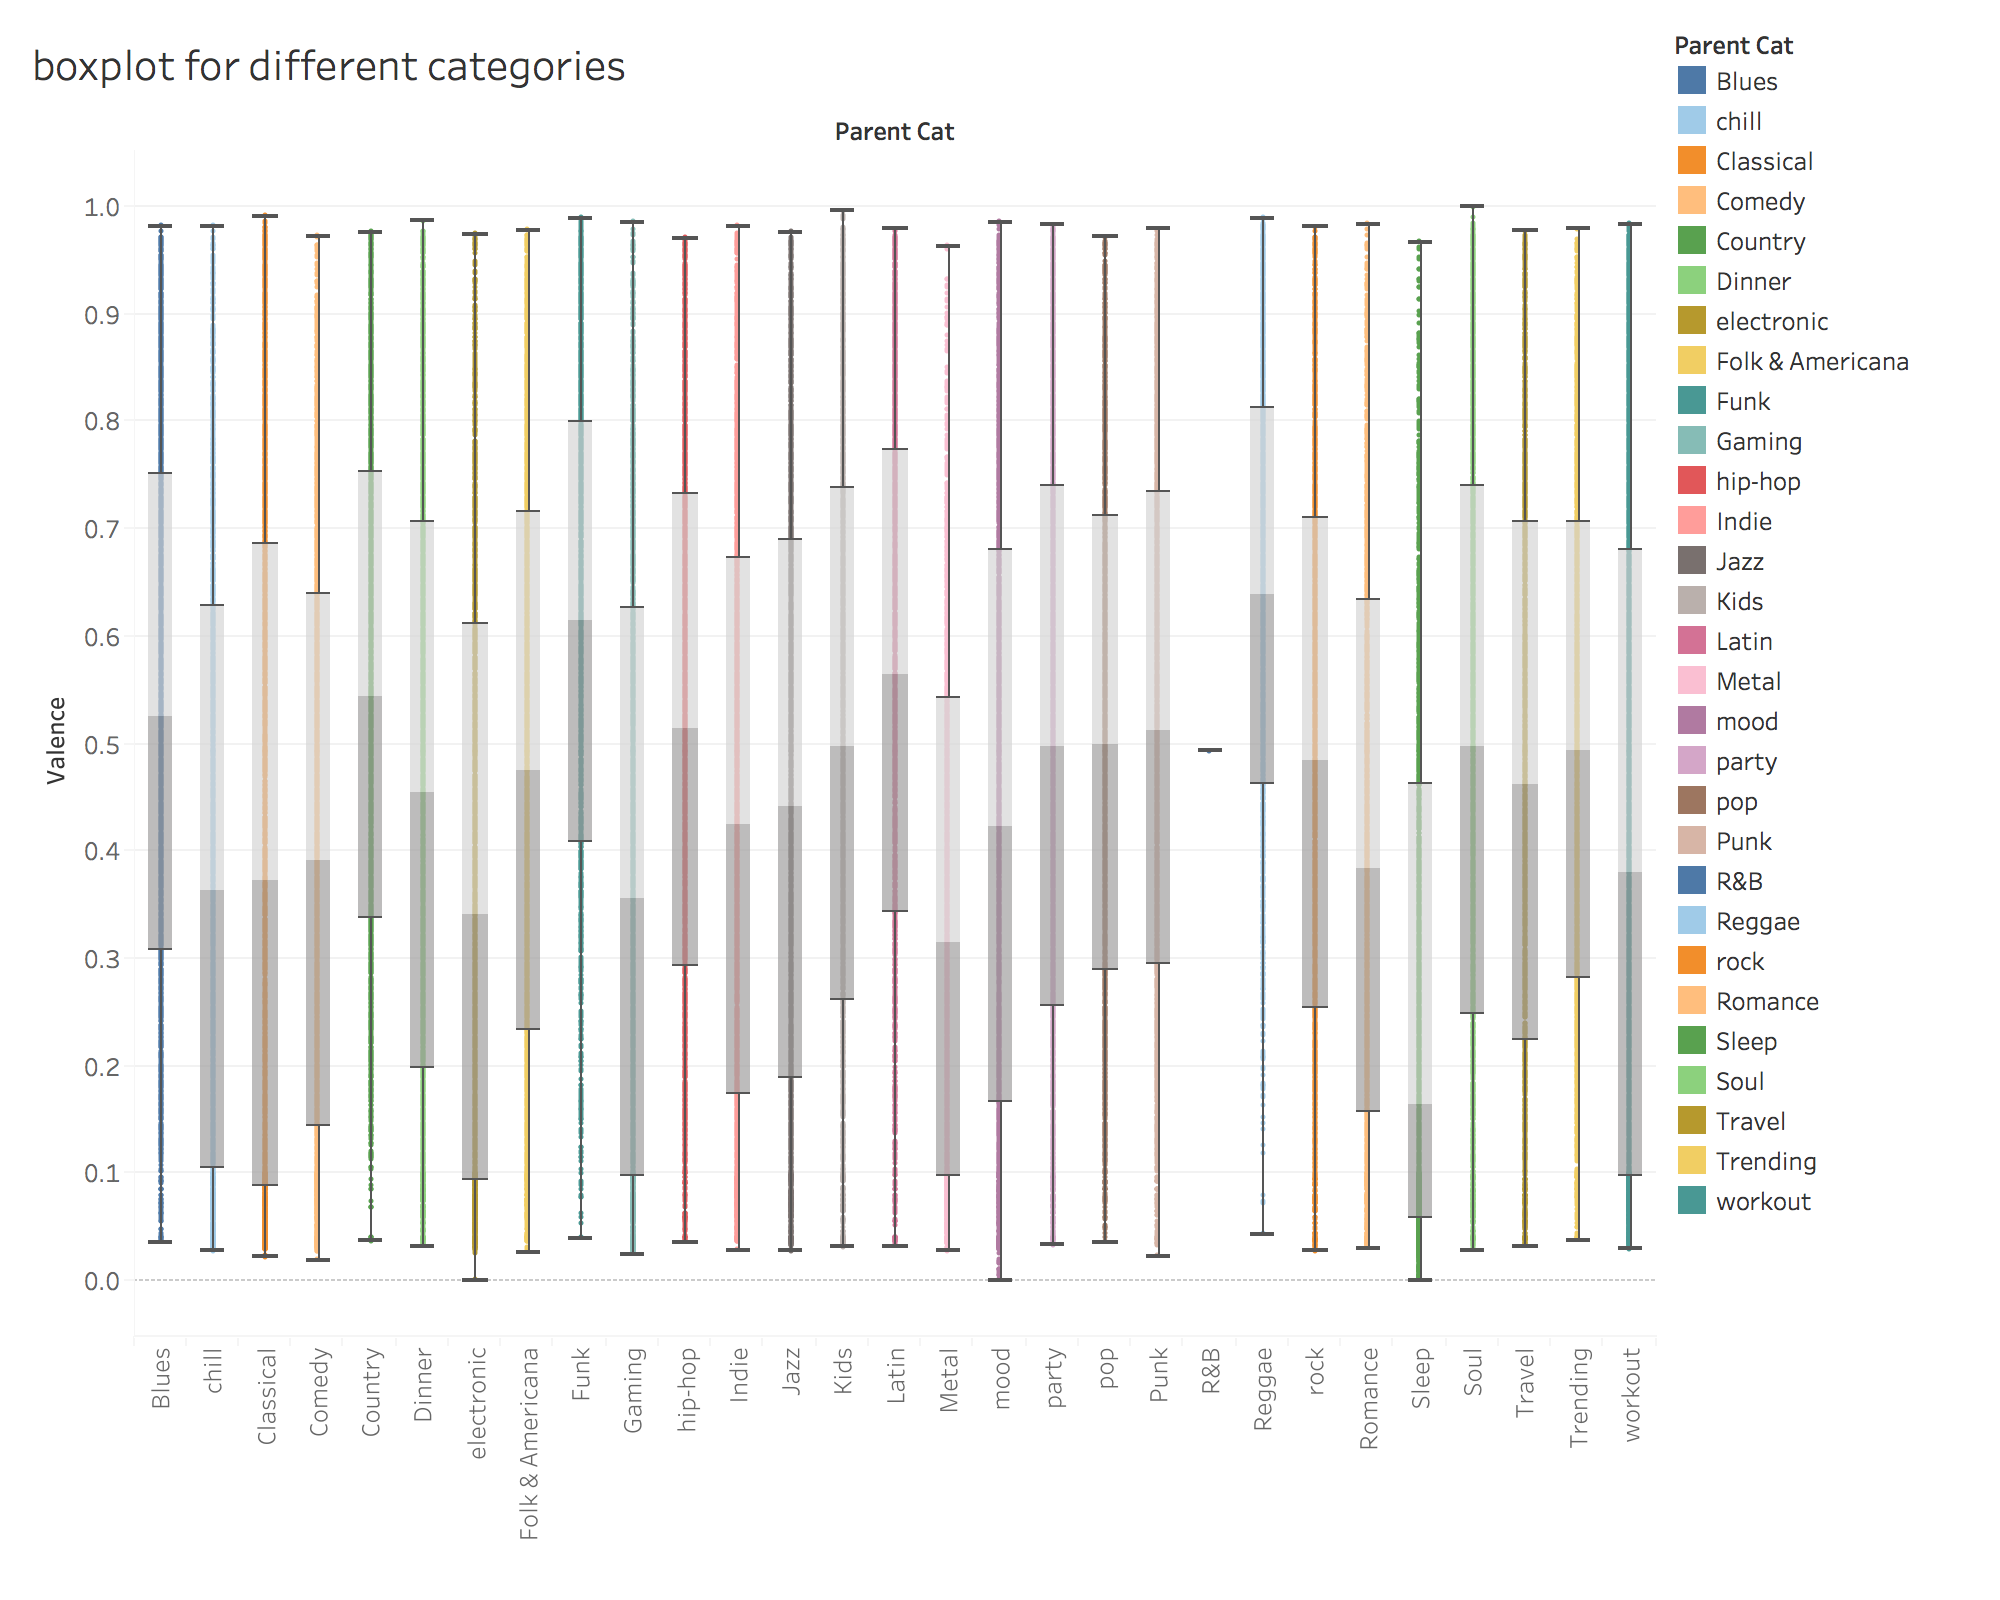 boxplot for different categories
Parent Cat
Valence
1.0
0.9
0.8
0.7
0.6
0.5
0.4
0.3
0.2
0.1
0.0
Blues
chill
Classical
Comedy
Country
Dinner
electronic
Folk & Americana
Funk
Gaming
hip-hop
Indie
Jazz
Kids
Latin
Metal
mood
party
pop
Punk
R&B
Reggae
rock
Romance
Sleep
Soul
Travel
Trending
workout
Parent Cat
Blues
chill
Classical
Comedy
Country
Dinner
electronic
Folk & Americana
Funk
Gaming
hip-hop
Indie
Jazz
Kids
Latin
Metal
mood
party
pop
Punk
R&B
Reggae
rock
Romance
Sleep
Soul
Travel
Trending
workout